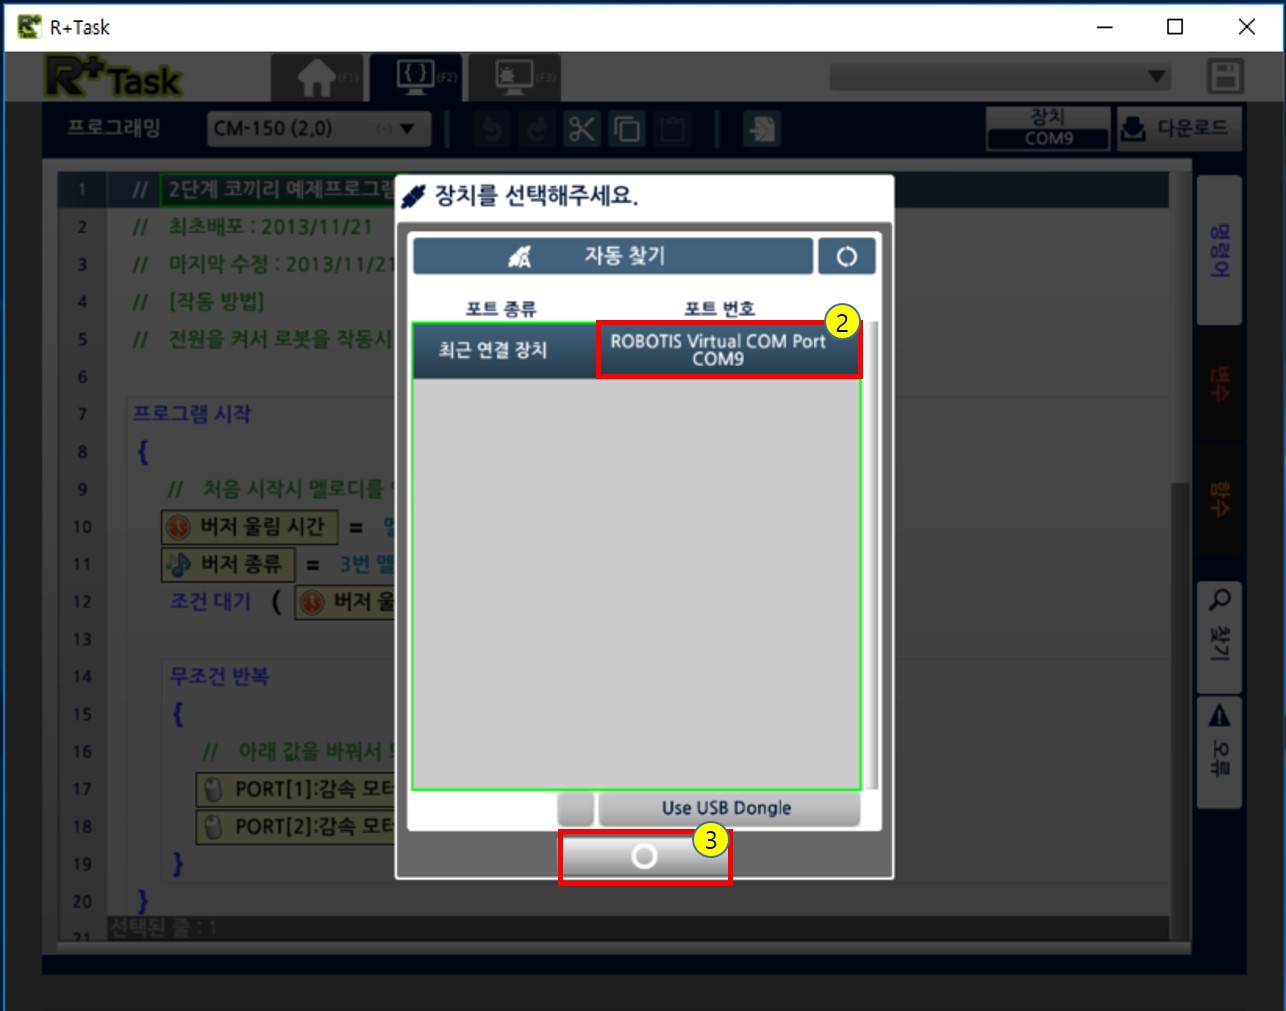 R+Task
R+Task
(F1)
(F2)
(F3)
프로그래밍
CM-150 (2.0)
장치
COM9
다운로드
1 // 2단계 코끼리 예제프로그램
2 // 최초배포 : 2013/11/21
3 // 마지막 수정 : 2013/11/21
4 // [작동 방법]
5 // 전원을 켜서 로봇을 작동시
6
7 프로그램 시작
8 {
9 // 처음 시작시 멜로디를
10 버저 울림 시간 =
11 버저 종류 = 3번 멜
12 조건 대기 ( 버저 울
13
14 무조건 반복
15 {
16 // 아래 값을 바꿔서
17 PORT[1]:감속 모터
18 PORT[2]:감속 모터
19 }
20 }
21
선택된 줄 : 1
장치를 선택해주세요.
자동 찾기
포트 종류 포트 번호
최근 연결 장치
ROBOTIS Virtual COM Port
COM9
2
Use USB Dongle
3
명령어
변수
함수
찾기
오류